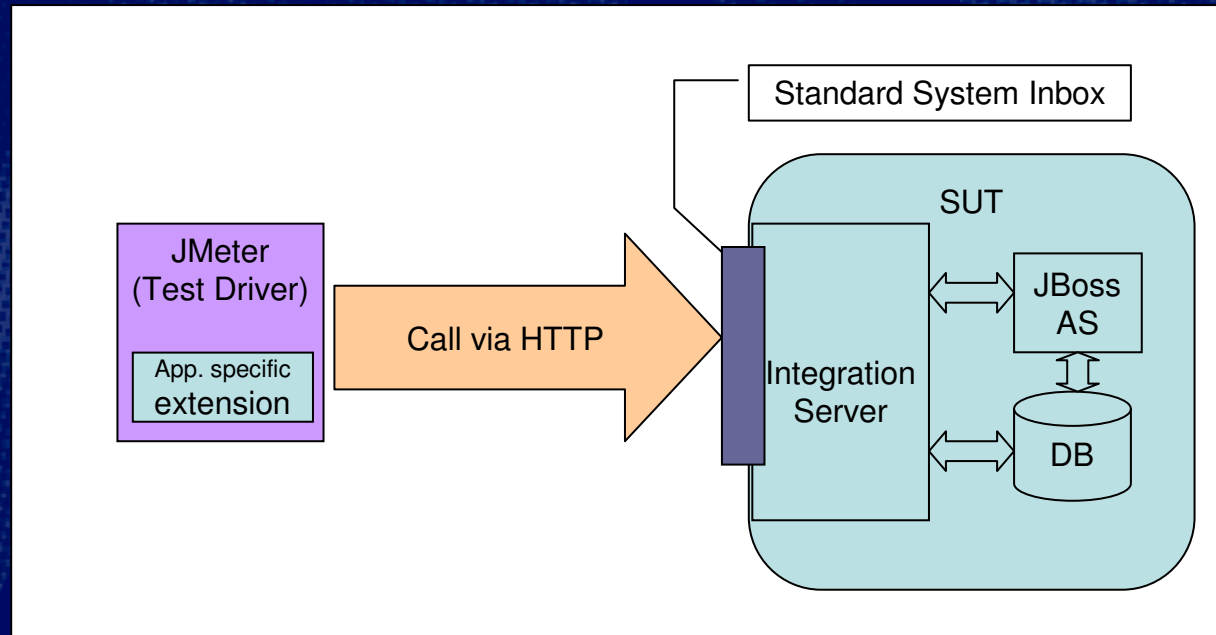 Standard System Inbox
SUT
JMeter
(Test Driver)
App. specific
extension
Call via HTTP
Integration
Server
JBoss
AS
DB